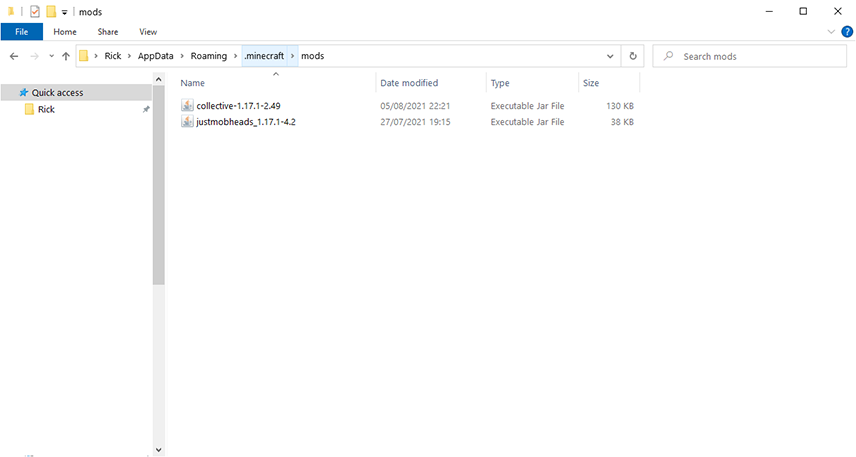 mods
File Home Share View
Rick AppData Roaming .minecraft mods Search mods
Name Date modified Type Size
Quick access
Rick
collective-1.17.1-2.49 05/08/2021 22:21 Executable Jar File 130 KB
justmobheads_1.17.1-4.2 27/07/2021 19:15 Executable Jar File 38 KB